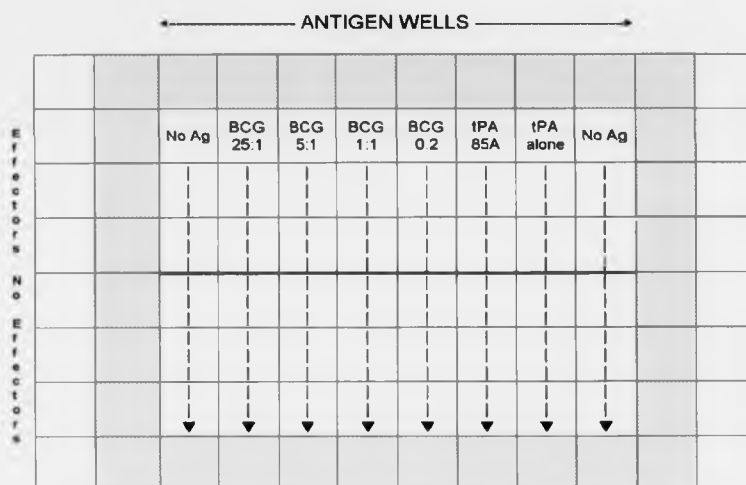 ANTIGEN WELLS
No Ag
BCG
25:1
BCG
5:1
BCG
1:1
BCG
0.2
tPA
85A
tPA
alone
No Ag
Effectors
No Effectors